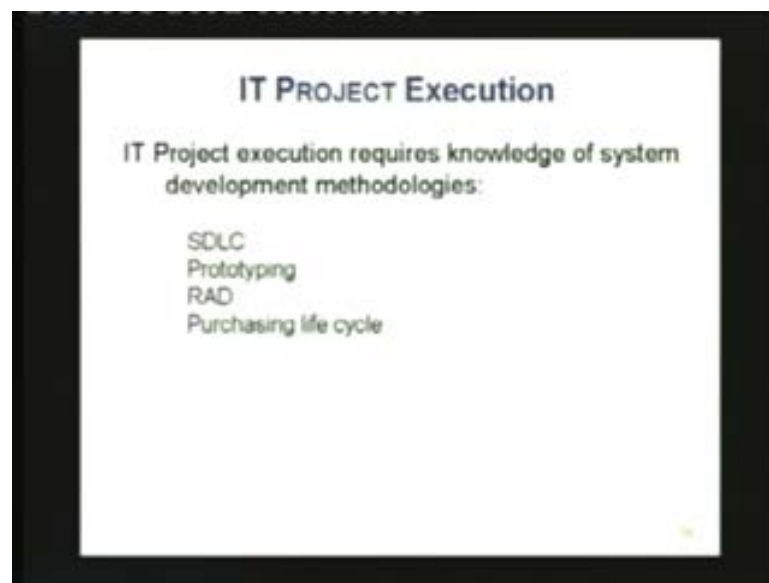 IT PROJECT Execution
IT Project execution requires knowledge of system
development methodologies:
SDLC
Prototyping
RAD
Purchasing life cycle